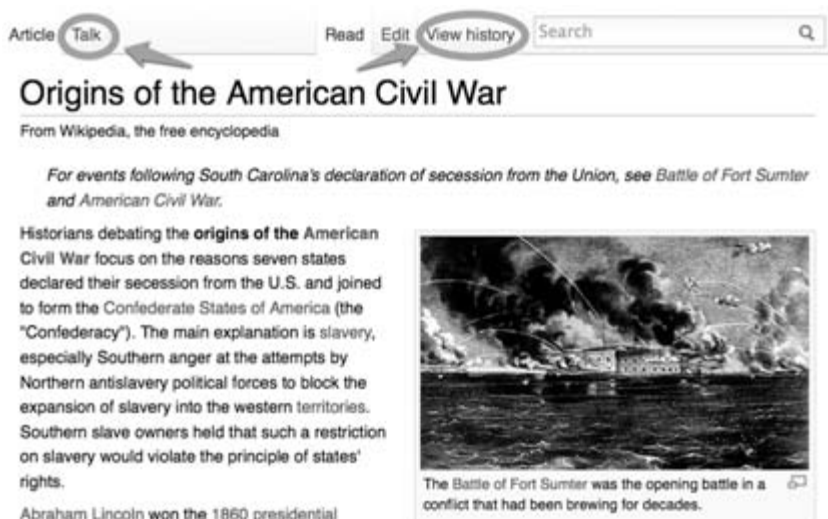 Article Talk Read Edit View history Search
Origins of the American Civil War
From Wikipedia, the free encyclopedia
For events following South Carolina's declaration of secession from the Union, see Battle of Fort Sumter
and American Civil War.
Historians debating the origins of the American
Civil War focus on the reasons seven states
declared their secession from the U.S. and joined
to form the Confederate States of America (the
"Confederacy"). The main explanation is slavery,
especially Southern anger at the attempts by
Northern antislavery political forces to block the
expansion of slavery into the western territories.
Southern slave owners held that such a restriction
on slavery would violate the principle of states'
rights.
Abraham Lincoln won the 1860 presidential
The Battle of Fort Sumter was the opening battle in a
conflict that had been brewing for decades.